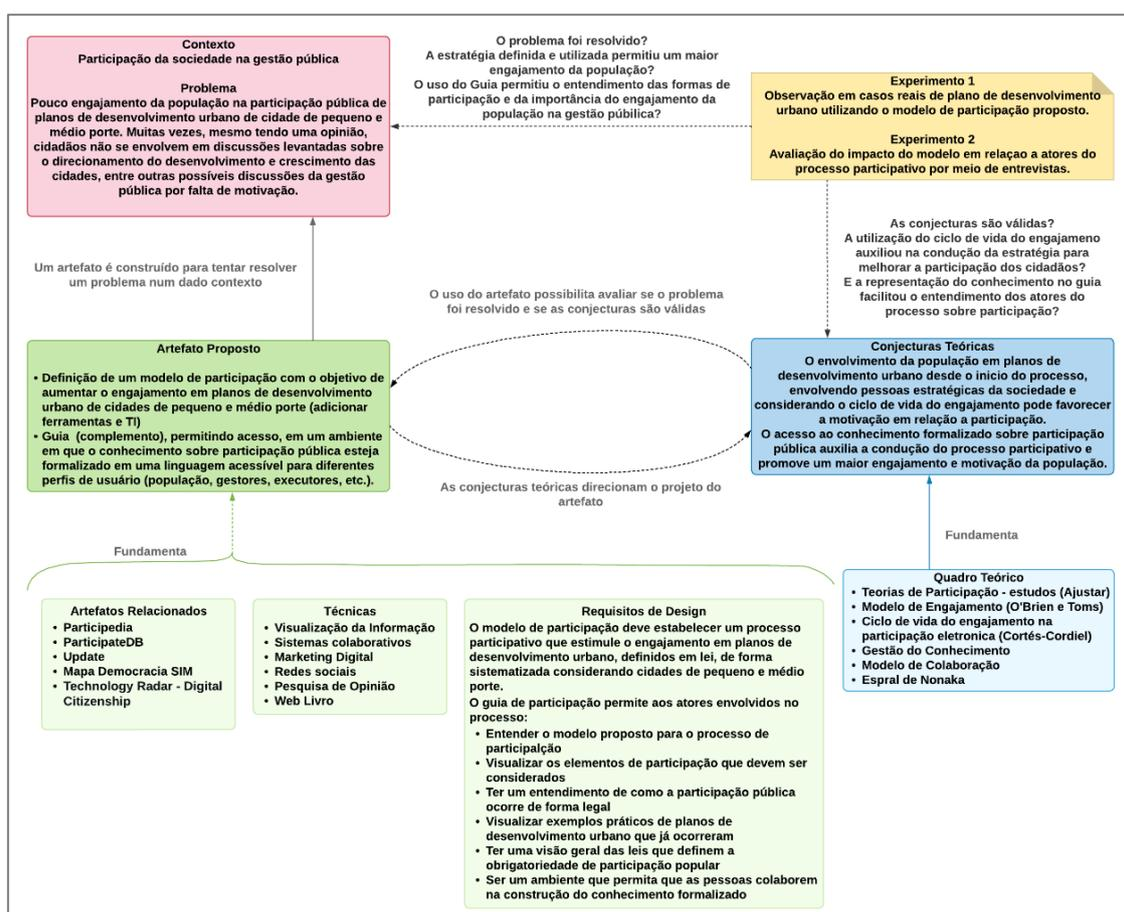 Contexto
Participação da sociedade na gestão pública
Problema
Pouco engajamento da população na participação pública de
planos de desenvolvimento urbano de cidade de pequeno e
médio porte. Muitas vezes, mesmo tendo uma opinião,
cidadãos não se envolvem em discussões levantadas sobre
o direcionamento do desenvolvimento e crescimento das
cidades, entre outras possíveis discussões da gestão
pública por falta de motivação.
O problema foi resolvido?
A estratégia definida e utilizada permitiu um maior
engajamento da população?
O uso do Guia permitiu o entendimento das formas de
participação e da importância do engajamento da
população na gestão púbilica?
Experimento 1
Observação em casos reais de plano de desenvolvimento
urbano utilizando o modelo de participação proposto.
Experimento 2
Avaliação do impacto do modelo em relaçao a atores do
processo participativo por meio de entrevistas.
Um artefato é construído para tentar resolver
um problema num dado contexto
As conjecturas são válidas?
A utilização do ciclo de vida do engajameno
auxiliou na condução da estratégia para
melhorar a participação dos cidadãos?
E a representação do conhecimento no guia
facilitou o entendimento dos atores do
processo sobre participação?
O uso do artefato possibilita avaliar se o problema
foi resolvido e se as conjecturas são válidas
Artefato Proposto
• Definição de um modelo de participação com o objetivo de
aumentar o engajamento em planos de desenvolvimento
urbano de cidades de pequeno e médio porte (adicionar
ferramentas e TI)
• Guia (complemento), permitindo acesso, em um ambiente
em que o conhecimento sobre participação pública esteja
formalizado em uma linguagem acessível para diferentes
perfis de usuário (população, gestores, executores, etc.).
Conjecturas Teóricas
O envolvimento da população em planos de
desenvolvimento urbano desde o inicio do processo,
envolvendo pessoas estratégicas da sociedade e
considerando o ciclo de vida do engajamento pode favorecer
a motivação em relação a participação.
O acesso ao conhecimento formalizado sobre participação
pública auxilia a condução do processo participativo e
promove um maior engajamento e motivação da população.
As conjecturas teóricas direcionam o projeto do
artefato
Fundamenta
Fundamenta
Artefatos Relacionados
• Participedia
• ParticipateDB
• Update
• Mapa Democracia SIM
• Technology Radar - Digital
Citizenship
Técnicas
• Visualização da Informação
• Sistemas colaborativos
• Marketing Digital
• Redes sociais
• Pesquisa de Opinião
• Web Livro
Requisitos de Design
O modelo de participação deve estabelecer um processo
participativo que estimule o engajamento em planos de
desenvolvimento urbano, definidos em lei, de forma
sistematizada considerando cidades de pequeno e médio
porte.
O guia de participação permite aos atores envolvidos no
processo:
• Entender o modelo proposto para o processo de
participalção
• Visualizar os elementos de participação que devem ser
considerados
• Ter um entendimento de como a participação pública
ocorre de forma legal
• Visualizar exemplos práticos de planos de
desenvolvimento urbano que já ocorreram
• Ter uma visão geral das leis que definem a
obrigatoriedade de participação popular
• Ser um ambiente que permita que as pessoas colaborem
na construção do conhecimento formalizado
Quadro Teórico
• Teorias de Participação - estudos (Ajustar)
• Modelo de Engajamento (O'Brien e Toms)
• Ciclo de vida do engajamento na
participação eletronica (Cortés-Cordiel)
• Gestão do Conhecimento
• Modelo de Colaboração
• Espral de Nonaka